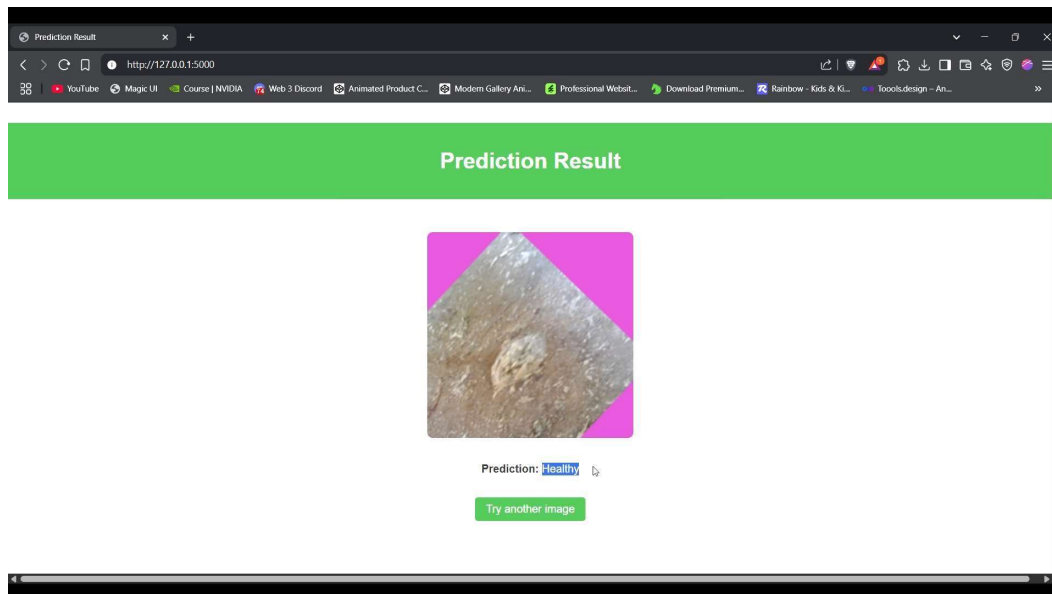 Prediction Result
http://127.0.0.1:5000
YouTube Magic UI Course | NVIDIA Web 3 Discord Animated Product C... Modern Gallery Ani... Professional Websit... Download Premium... Rainbow - Kids & Ki... Toools.design – An...
Prediction Result
Prediction: Healthy
Try another image